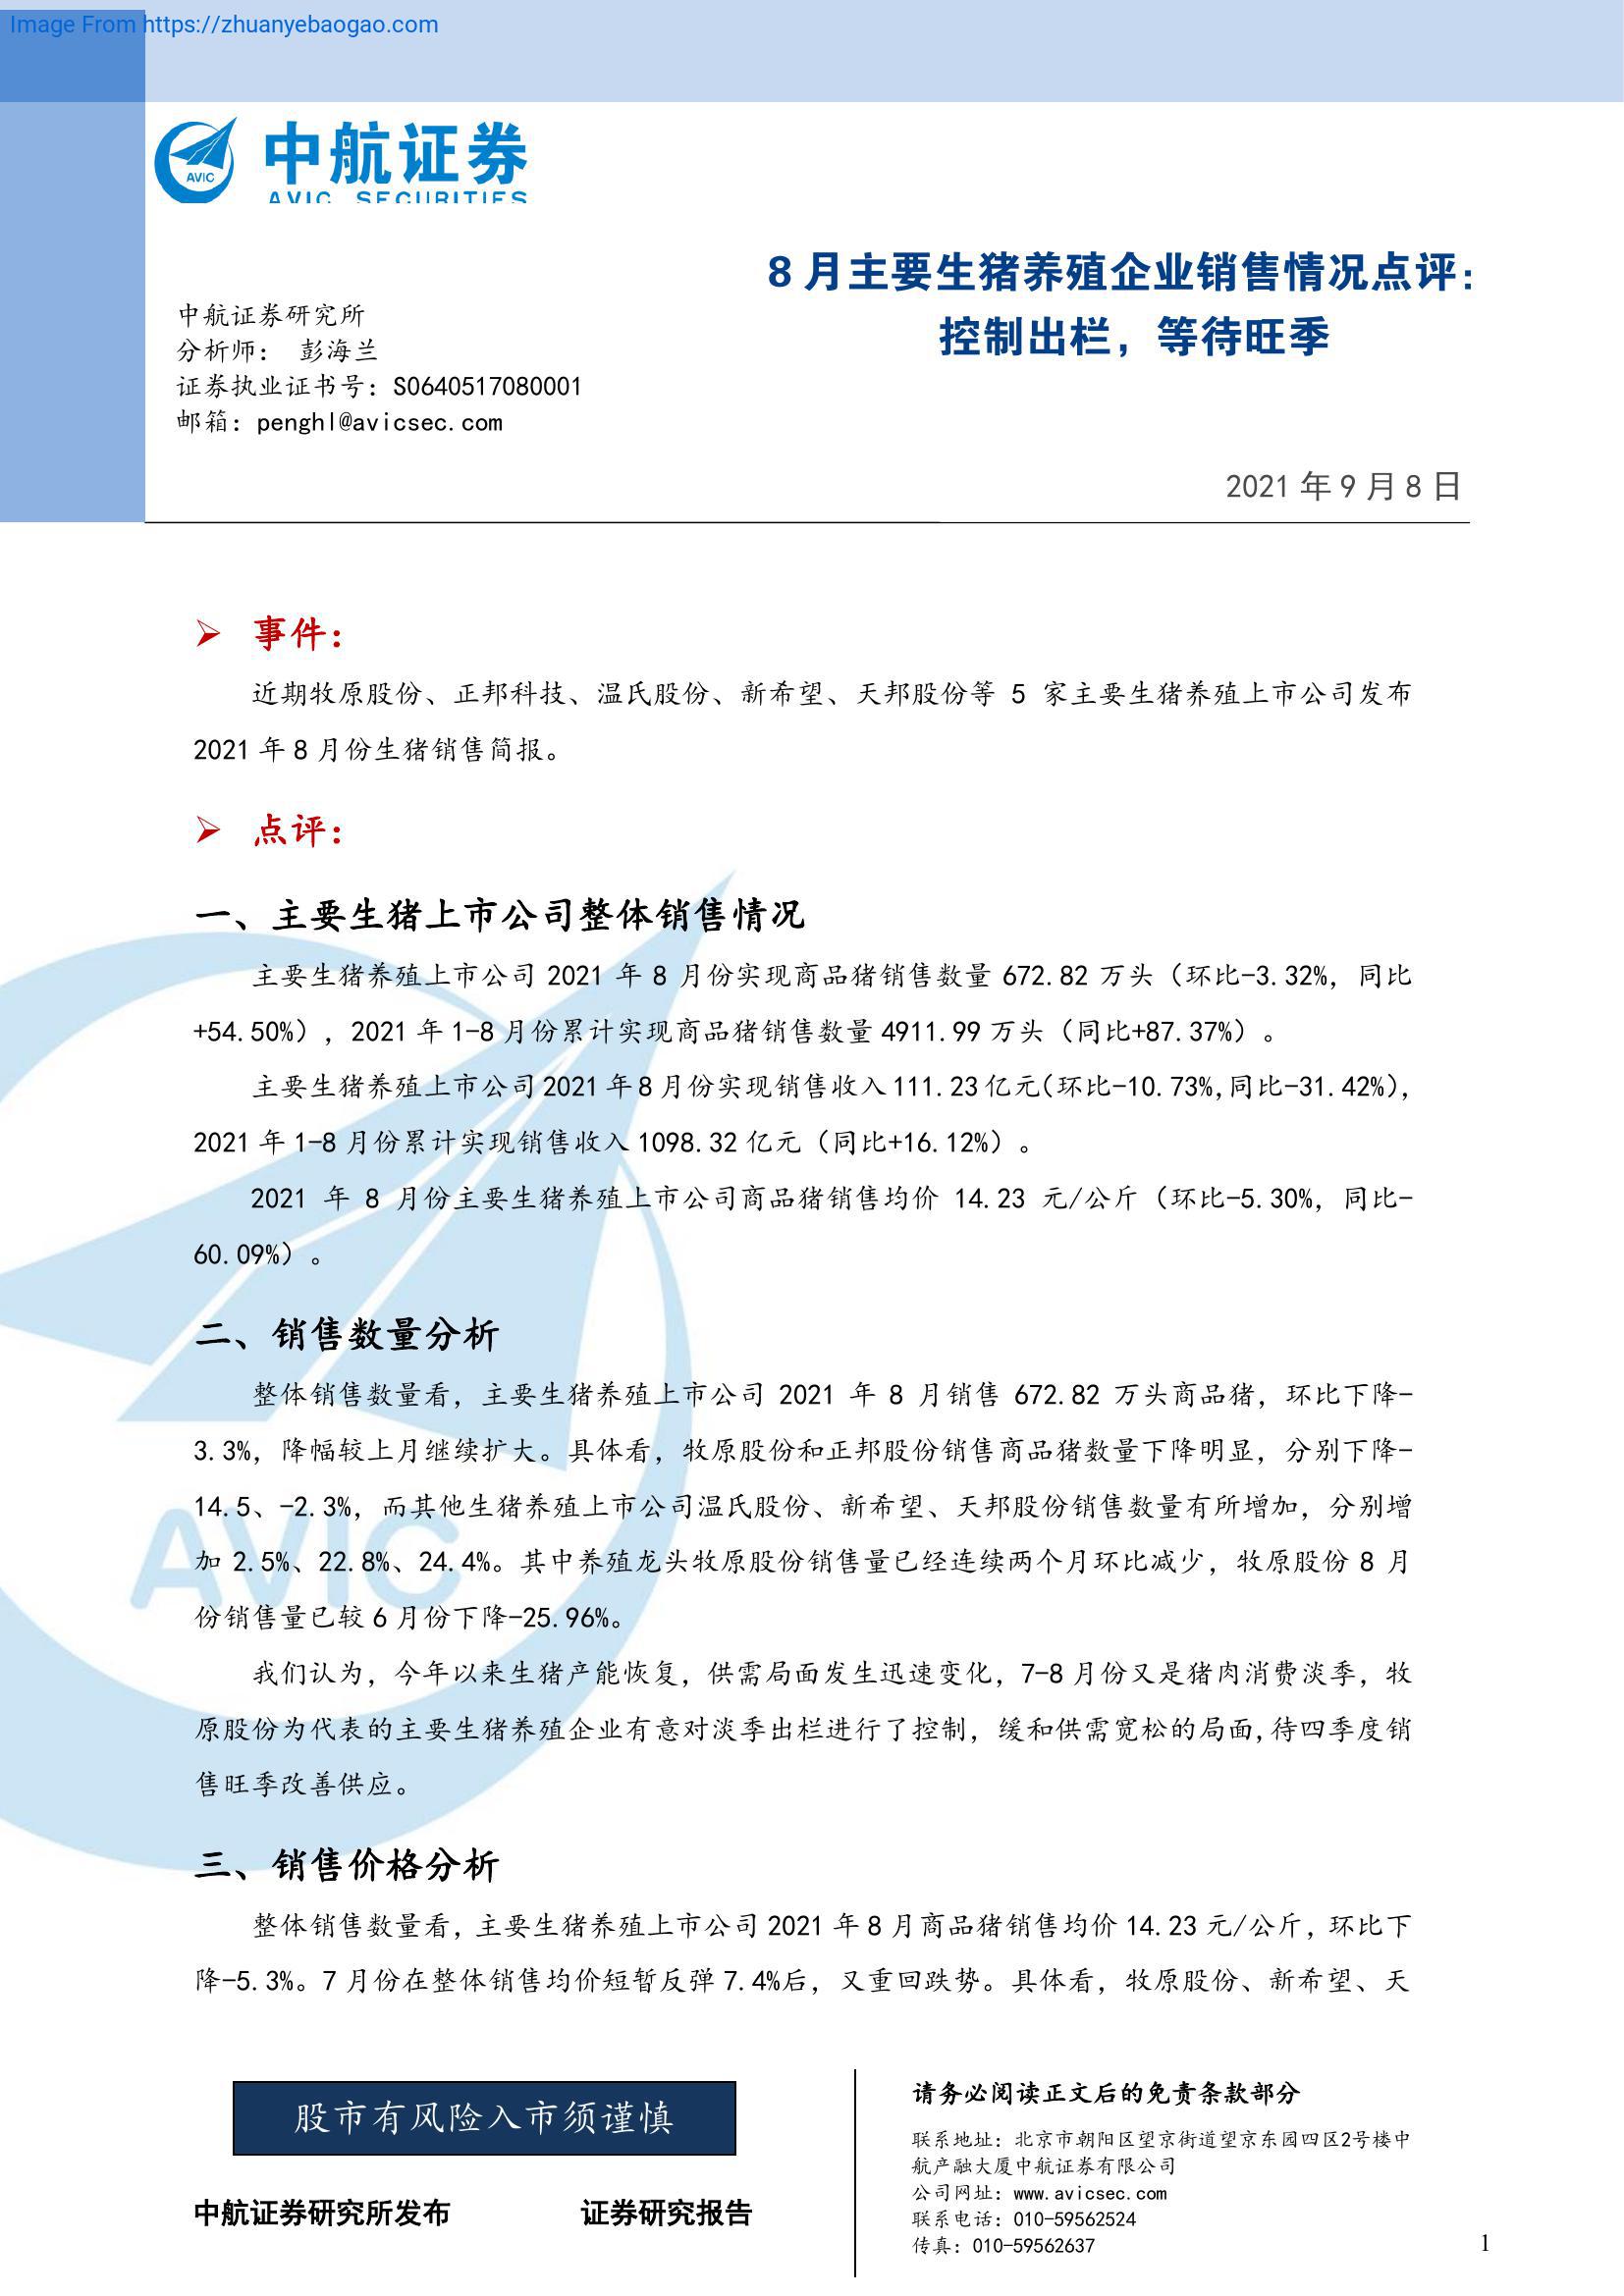 Image From https://zhuanyebaogao.com
AVIC
中航证券
AVIC SECURITIES
8 月主要生猪养殖企业销售情况点评：
控制出栏，等待旺季
中航证券研究所
分析师： 彭海兰
证券执业证书号：S0640517080001
邮箱：penghl@avicsec.com
2021 年 9 月 8 日
➢ 事件：
近期牧原股份、正邦科技、温氏股份、新希望、天邦股份等 5 家主要生猪养殖上市公司发布
2021 年 8 月份生猪销售简报。
➢ 点评：
一、主要生猪上市公司整体销售情况
主要生猪养殖上市公司 2021 年 8 月份实现商品猪销售数量 672.82 万头（环比-3.32%，同比
+54.50%），2021 年 1-8 月份累计实现商品猪销售数量 4911.99 万头（同比+87.37%）。
主要生猪养殖上市公司 2021 年 8 月份实现销售收入 111.23 亿元(环比-10.73%,同比-31.42%)，
2021 年 1-8 月份累计实现销售收入 1098.32 亿元（同比+16.12%）。
2021 年 8 月份主要生猪养殖上市公司商品猪销售均价 14.23 元/公斤（环比-5.30%，同比-
60.09%）。
二、销售数量分析
整体销售数量看，主要生猪养殖上市公司 2021 年 8 月销售 672.82 万头商品猪，环比下降-
3.3%，降幅较上月继续扩大。具体看，牧原股份和正邦股份销售商品猪数量下降明显，分别下降-
14.5、-2.3%，而其他生猪养殖上市公司温氏股份、新希望、天邦股份销售数量有所增加，分别增
加 2.5%、22.8%、24.4%。其中养殖龙头牧原股份销售量已经连续两个月环比减少，牧原股份 8 月
份销售量已较 6 月份下降-25.96%。
我们认为，今年以来生猪产能恢复，供需局面发生迅速变化，7-8 月份又是猪肉消费淡季，牧
原股份为代表的主要生猪养殖企业有意对淡季出栏进行了控制，缓和供需宽松的局面,待四季度销
售旺季改善供应。
AVIC
三、销售价格分析
整体销售数量看，主要生猪养殖上市公司 2021 年 8 月商品猪销售均价 14.23 元/公斤，环比下
降-5.3%。7 月份在整体销售均价短暂反弹 7.4%后，又重回跌势。具体看，牧原股份、新希望、天
股市有风险入市须谨慎
中航证券研究所发布 证券研究报告
请务必阅读正文后的免责条款部分
联系地址：北京市朝阳区望京街道望京东园四区2号楼中
航产融大厦中航证券有限公司
公司网址：www.avicsec.com
联系电话：010-59562524
传真：010-59562637
1